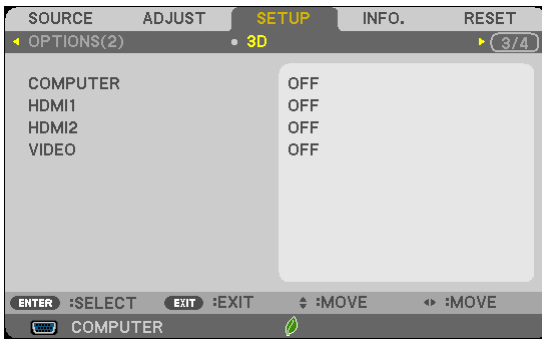 SOURCE ADJUST SETUP INFO. RESET
OPTIONS(2) • 3D 3/4
COMPUTER OFF
HDMI1 OFF
HDMI2 OFF
VIDEO OFF
ENTER :SELECT EXIT :EXIT :MOVE :MOVE
COMPUTER